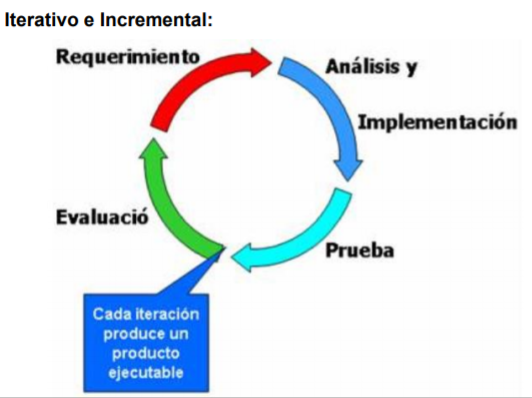 Iterativo e Incremental:
Requerimiento
Análisis y
Implementación
Evaluació
Prueba
Cada iteración
produce un
producto
ejecutable